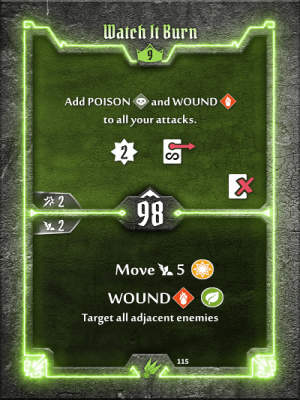 Watch It Burn
9
Add POISON and WOUND
to all your attacks.
2
2
98
2
Move 5
WOUND
Target all adjacent enemies
115